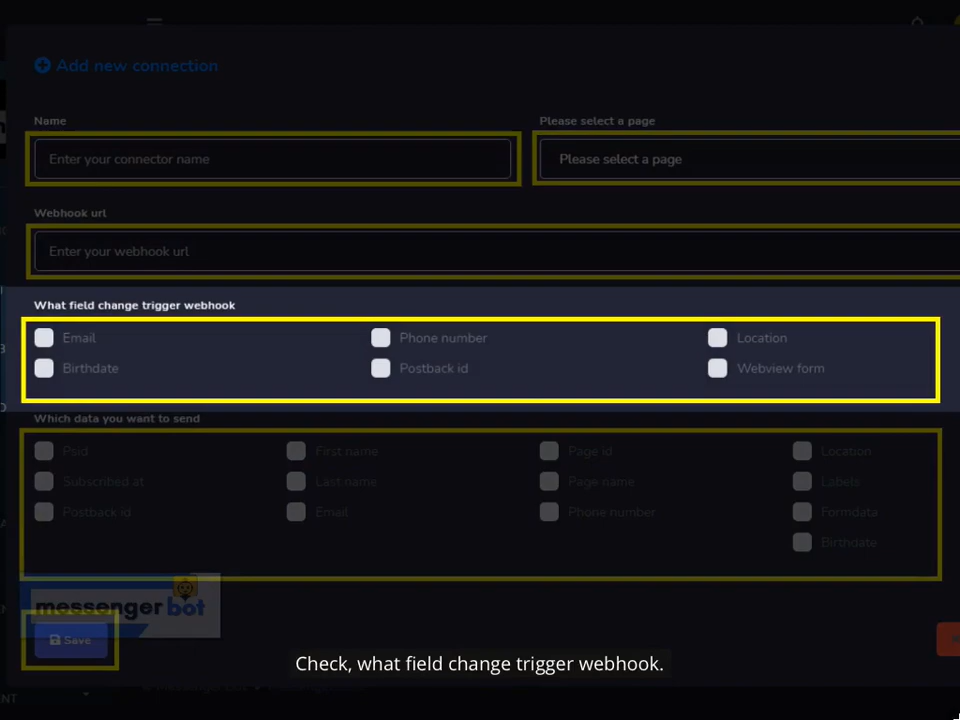 Add new connection
Name
Please select a page
Enter your connector name
Please select a page
Webhook url
Enter your webhook url
What field change trigger webhook
Email
Phone number
Location
Birthdate
Postback id
Webview form
Which data you want to send
Psid
First name
Page id
Location
Subscribed at
Last name
Page name
Labels
Postback id
Email
Phone number
Formdata
Birthdate
messenger bot
Save
Check, what field change trigger webhook.
NT